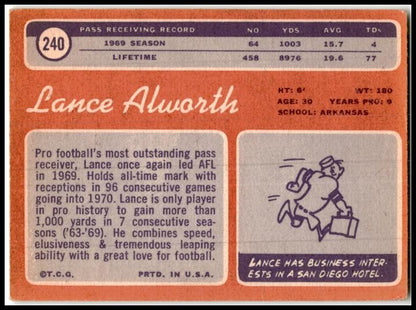 240
PASS RECEIVING RECORD NO YDS AVG TDs
1969 SEASON 64 1003 15.7 4
LIFETIME 458 8976 19.6 77
Lance Alworth
HT: 6' WT: 180
AGE: 30 YEARS PRO: 9
SCHOOL: ARKANSAS
Pro football's most outstanding pass
receiver, Lance once again led AFL
in 1969. Holds all-time mark with
receptions in 96 consecutive games
going into 1970. Lance is only player
in pro history to gain more than
1,000 yards in 7 consecutive sea-
sons ('63-'69). He combines speed,
elusiveness & tremendous leaping
ability with a great love for football.
©T.C.G. PRTD. IN U.S.A.
LANCE HAS BUSINESS INTER-
ESTS IN A SAN DIEGO HOTEL.